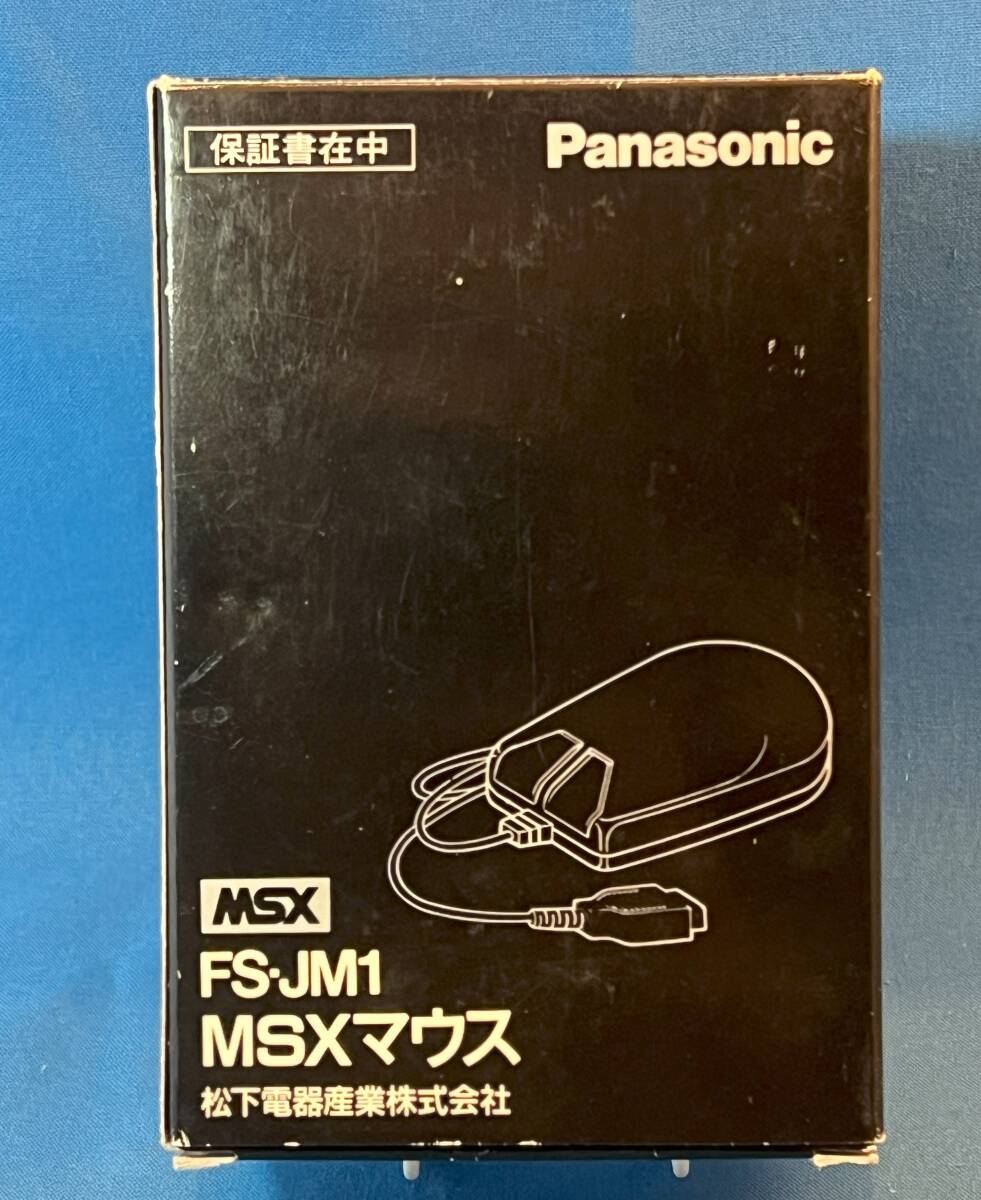 保証書在中
Panasonic
MSX
FS-JM1
MSXマウス
松下電器産業株式会社